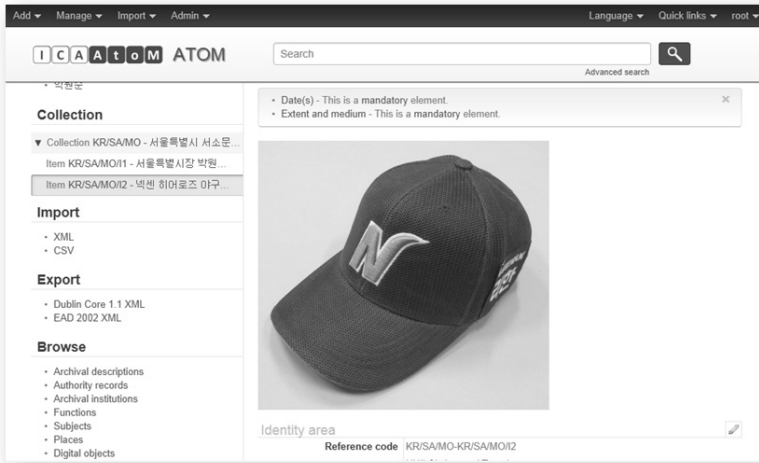 Add Manage Import Admin Language Quick links root
ICAAtoM ATOM
Search
Advanced search
Collection
Collection KR/SA/MO - 서울특별시 서소문...
Item KR/SA/MO/I1 - 서울특별시장 박원...
Item KR/SA/MO/I2 - 넥센 히어로즈 야구...
Import
• XML
• CSV
Export
• Dublin Core 1.1 XML
• EAD 2002 XML
Browse
• Archival descriptions
• Authority records
• Archival institutions
• Functions
• Subjects
• Places
• Digital objects
• Date(s) - This is a mandatory element.
• Extent and medium - This is a mandatory element.
N
Identity area
Reference code KR/SA/MO-KR/SA/MO/I2